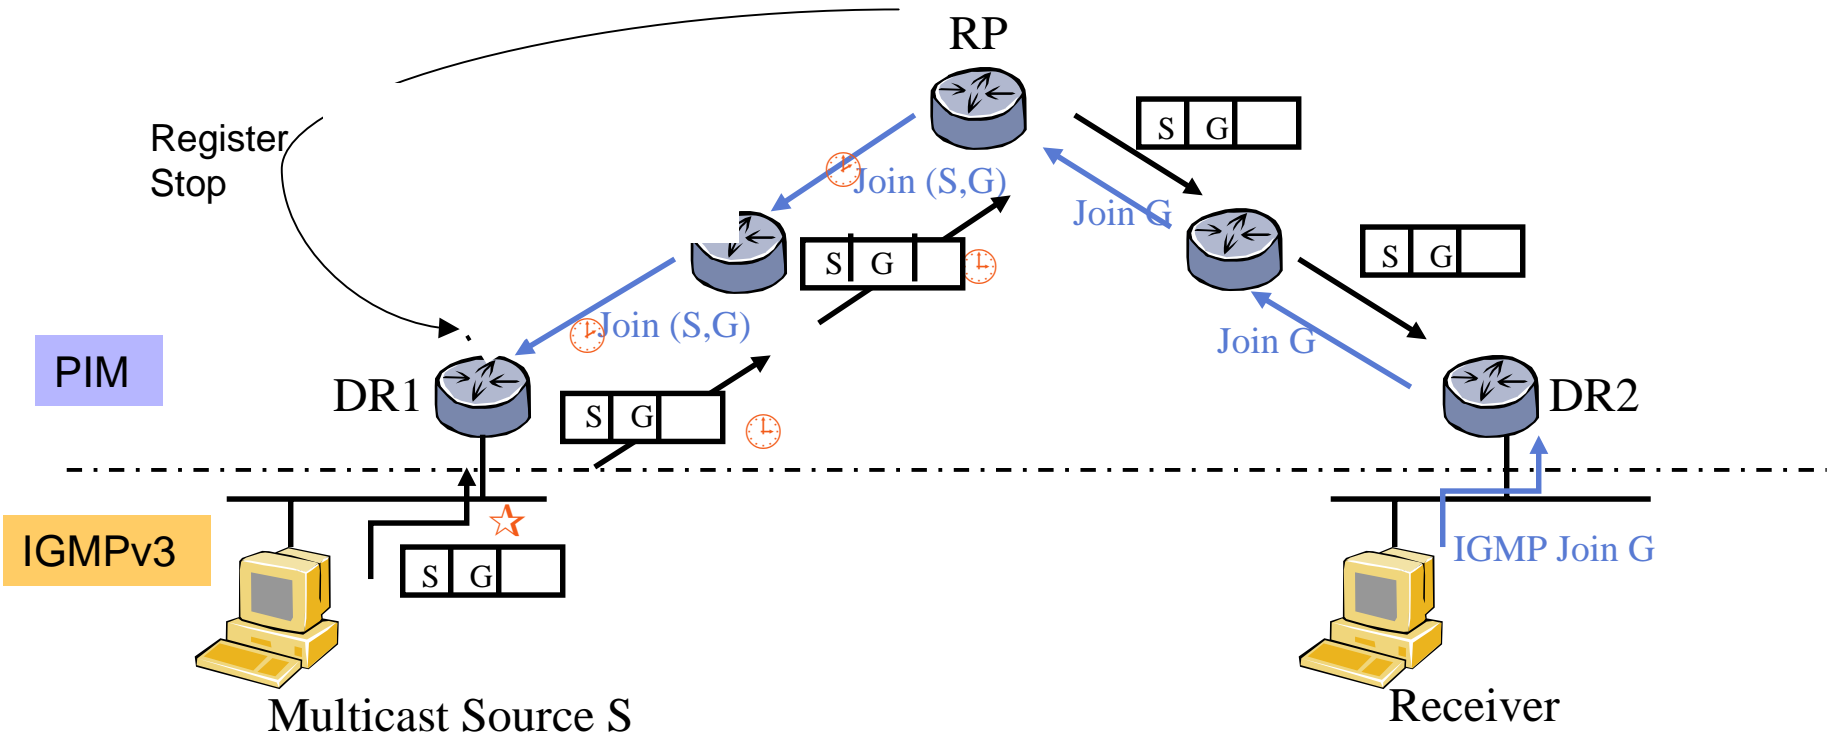 RP
S G
Register
Stop
Join (S,G)
Join G
S G
S G
Join (S,G)
Join G
PIM
DR1
DR2
S G
IGMPv3
S G
IGMP Join G
Multicast Source S
Receiver